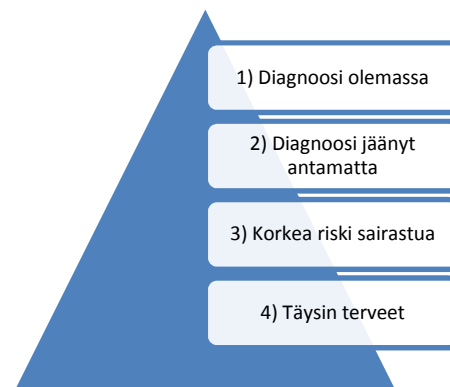 1) Diagnoosi olemassa
2) Diagnoosi jäänyt
antamatta
3) Korkea riski sairastua
4) Täysin terveet